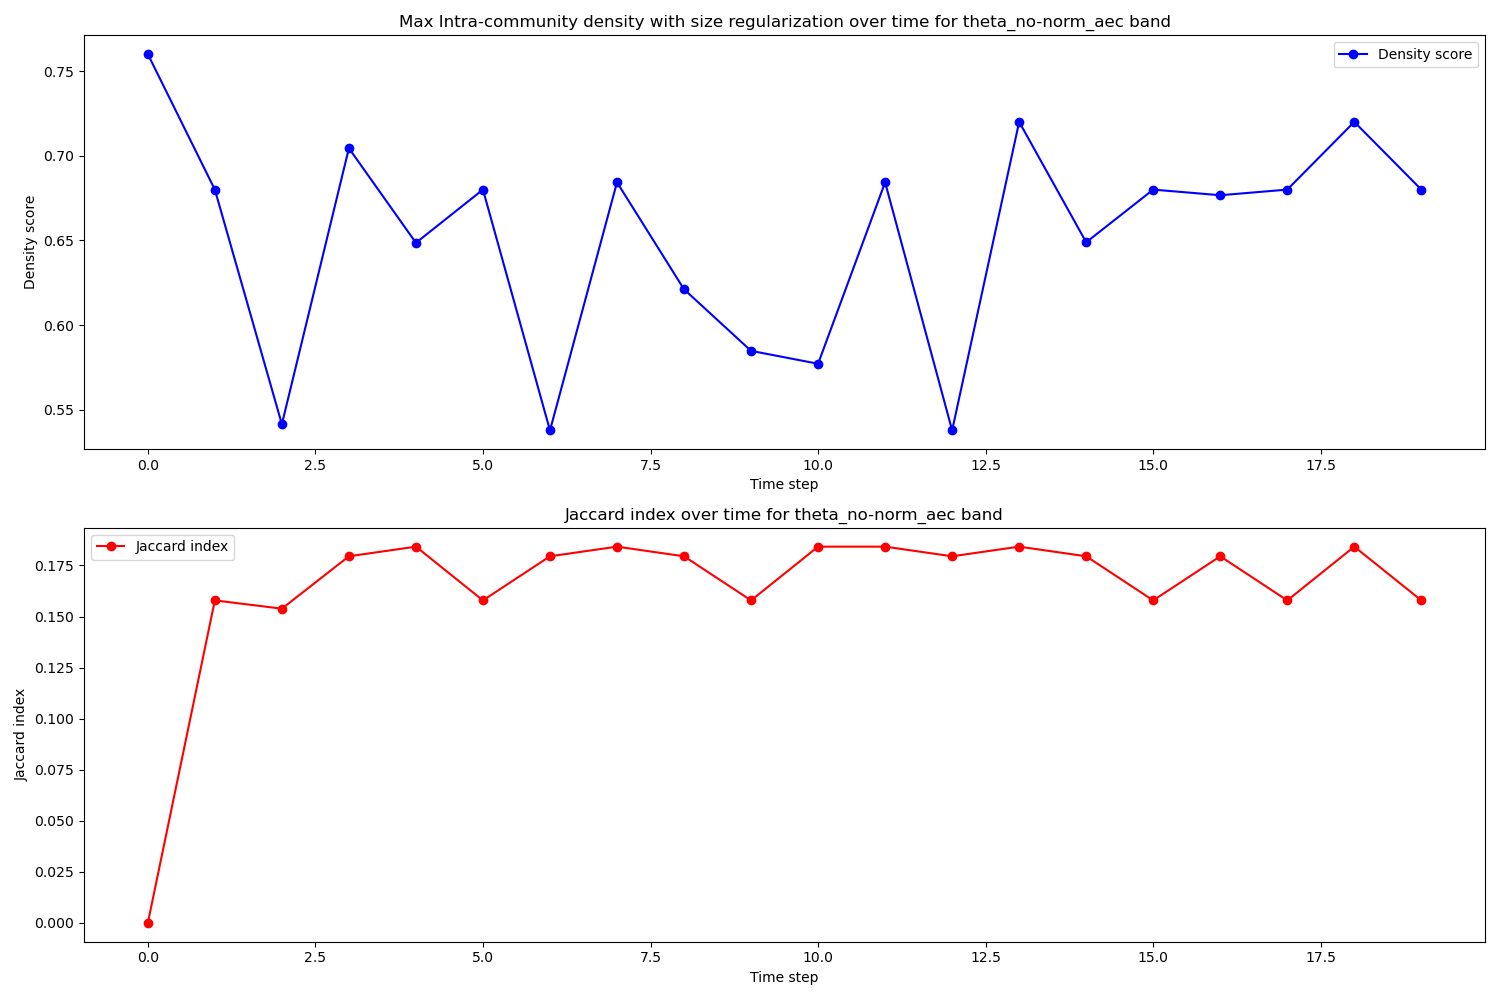 Max Intra-community density with size regularization over time for theta_no-norm_aec band
Density score
0.75
0.70
0.65
0.60
0.55
Density score
0.0 2.5 5.0 7.5 10.0 12.5 15.0 17.5
Time step
Jaccard index over time for theta_no-norm_aec band
Jaccard index
0.175
0.150
0.125
0.100
0.075
0.050
0.025
0.000
Jaccard index
0.0 2.5 5.0 7.5 10.0 12.5 15.0 17.5
Time step